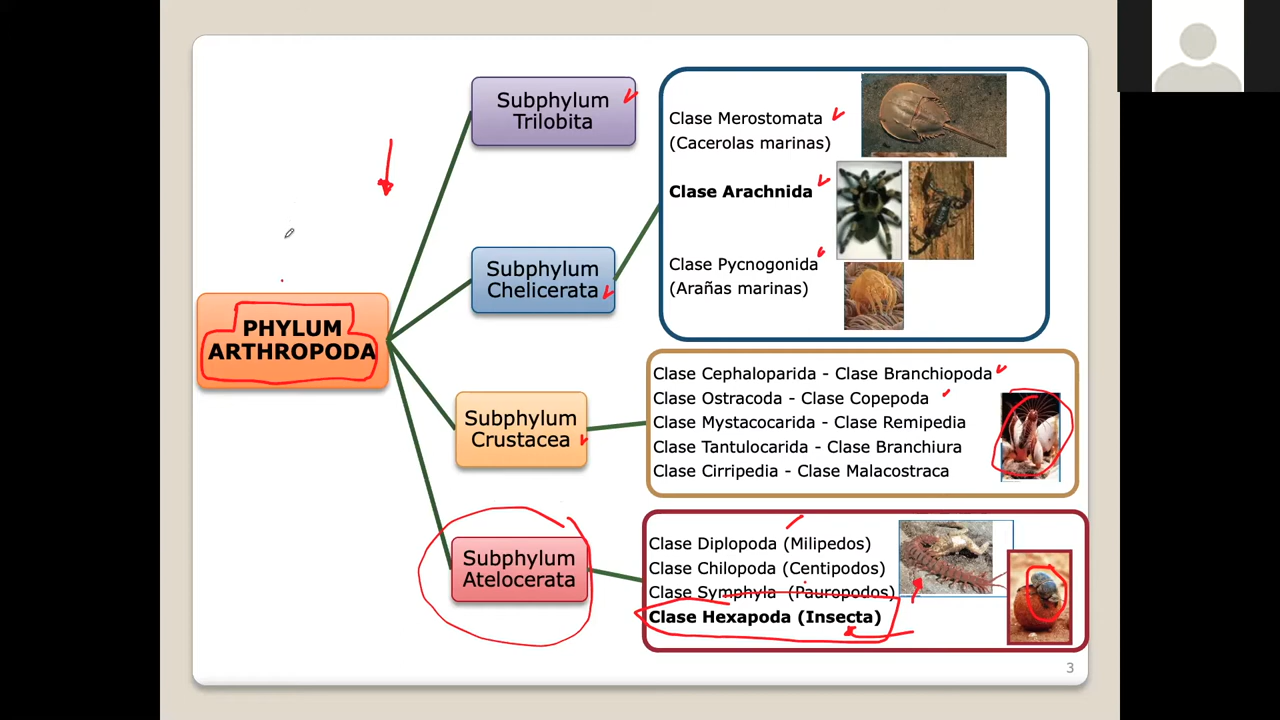 Subphylum
Trilobita
Clase Merostomata
(Cacerolas marinas)
Clase Arachnida
Subphylum
Chelicerata
Clase Pycnogonida
(Arañas marinas)
PHYLUM
ARTHROPODA
Subphylum
Crustacea
Clase Cephaloparida - Clase Branchiopoda
Clase Ostracoda - Clase Copepoda
Clase Mystacocarida - Clase Remipedia
Clase Tantulocarida - Clase Branchiura
Clase Cirripedia - Clase Malacostraca
Subphylum
Atelocerata
Clase Diplopoda (Milipedos)
Clase Chilopoda (Centipodos)
Clase Symphyla (Pauropodos)
Clase Hexapoda (Insecta)
3